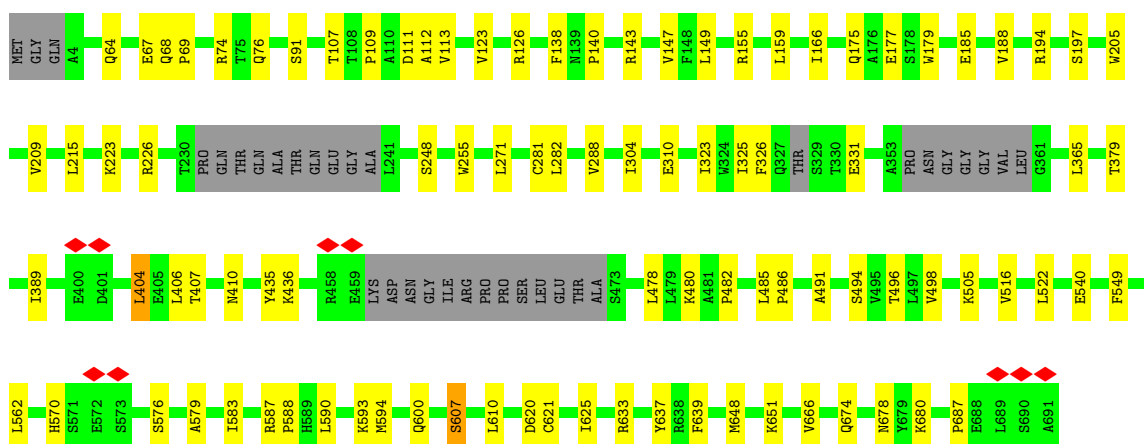 MET GLY GLN A4 Q64 E67 Q68 P69 R74 T75 Q76 S91 T107 T108 P109 A110 D111 A112 V113 V123 R126 F138 N139 P140 R143 V147 F148 L149 R155 L159 I166 Q175 A176 E177 S178 W179 E185 V188 R194 S197 W205
V209 L215 K223 R226 T230 PRO GLN THR GLN ALA THR GLN GLU GLY ALA L241 S248 W255 L271 C281 L282 V288 I304 E310 I323 W324 I325 F326 Q327 THR S329 T330 E331 A353 PRO ASN GLY GLY GLY VAL LEU G361 L365 T379
I389 E400 D401 L404 E405 L406 T407 N410 Y435 K436 R458 E459 LYS ASP ASN GLY ILE ARG PRO PRO SER LEU GLU THR ALA S473 L478 L479 K480 A481 P482 L485 P486 A491 S494 V495 T496 L497 V498 K505 V516 L522 E540 F549
L562 H570 S571 E572 S573 S576 A579 I583 R587 P588 H589 L590 K593 M594 Q600 S607 L610 D620 C621 I625 R633 Y637 R638 F639 M648 K651 V666 Q674 N678 Y679 K680 P687 E688 L689 S690 A691